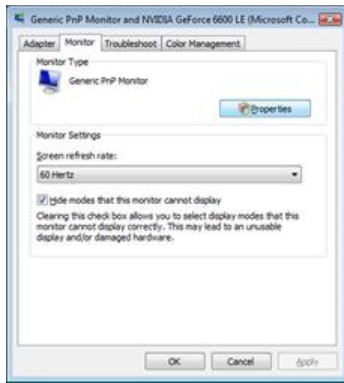 Generic PnP Monitor and NVIDIA GeForce 6600 LE (Microsoft Co...
Adapter Monitor Troubleshoot Color Management
Monitor Type
Generic PnP Monitor
Properties
Monitor Settings
Screen refresh rate:
60 Hertz
Hide modes that this monitor cannot display
Clearing this check box allows you to select display modes that this
monitor cannot display correctly. This may lead to an unusable
display and/or damaged hardware.
OK Cancel Apply